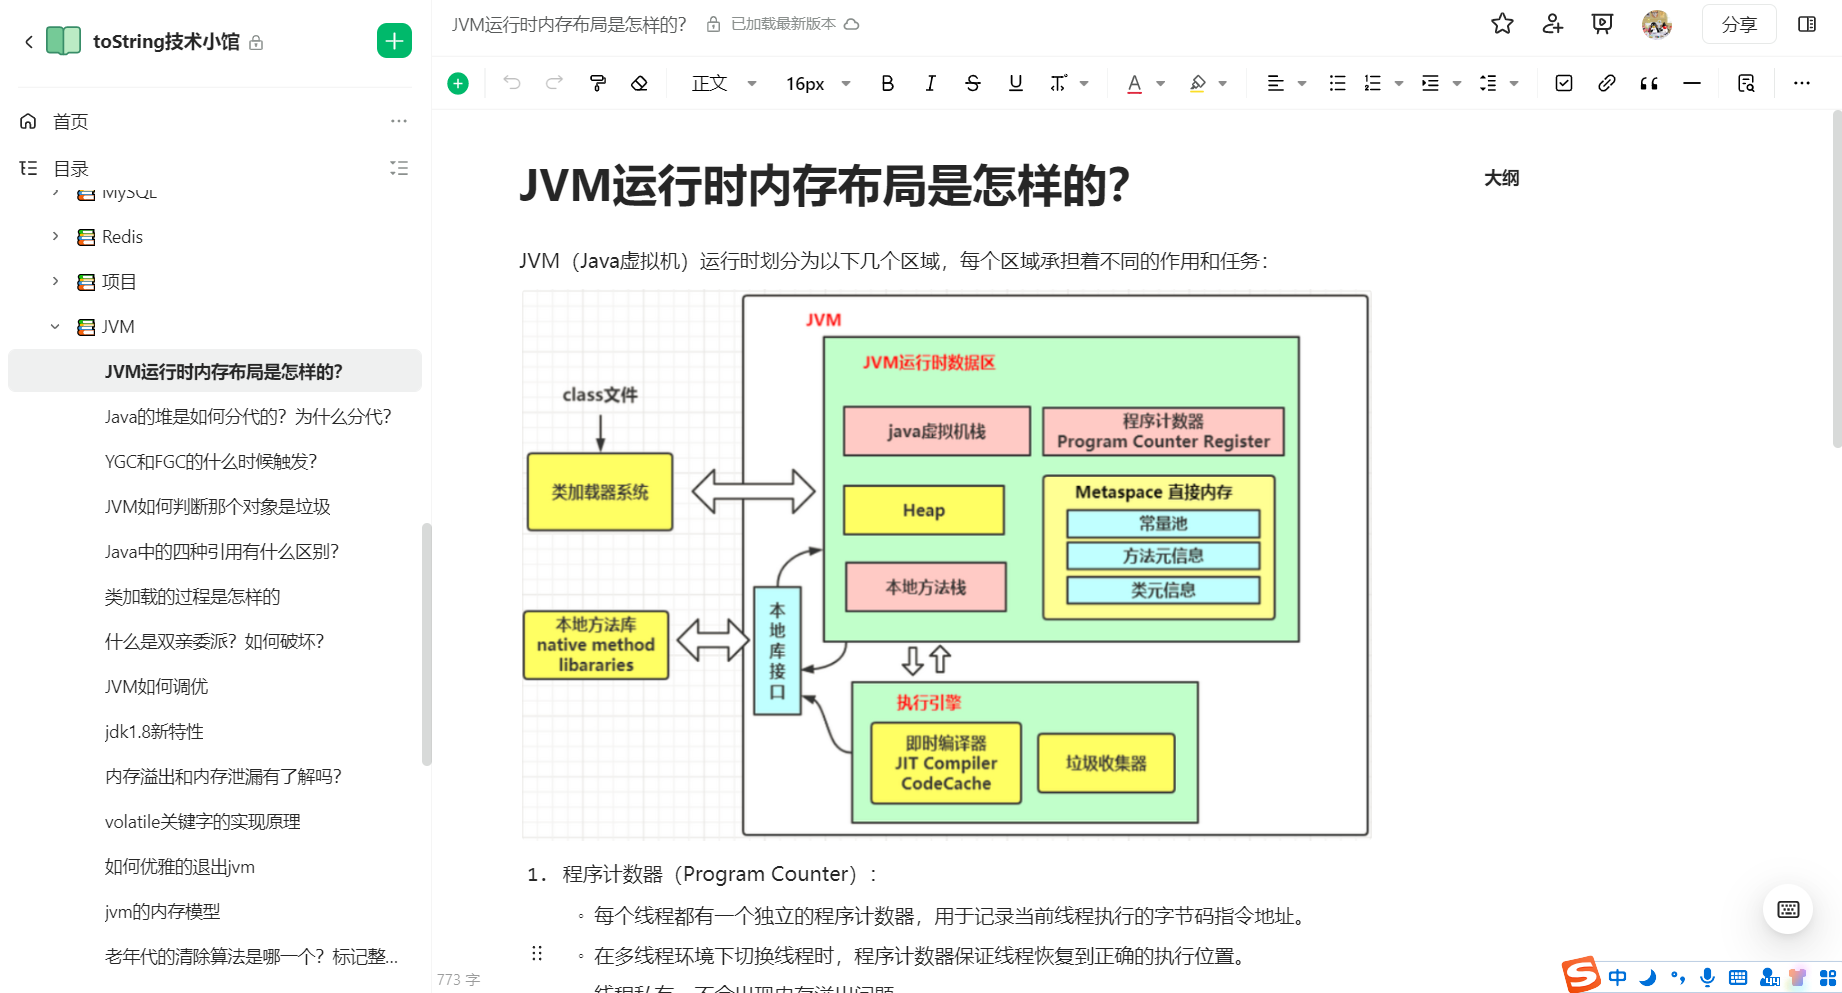 toString技术小馆
首页
目录
MySQL
Redis
项目
JVM
JVM运行时内存布局是怎样的?
Java的堆是如何分代的？为什么分代?
YGC和FGC的什么时候触发?
JVM如何判断那个对象是垃圾
Java中的四种引用有什么区别?
类加载的过程是怎样的
什么是双亲委派？如何破坏?
JVM如何调优
jdk1.8新特性
内存溢出和内存泄漏有了解吗?
volatile关键字的实现原理
如何优雅的退出jvm
jvm的内存模型
老年代的清除算法是哪一个？标记整...
JVM运行时内存布局是怎样的?
已加载最新版本
分享
正文
16px
JVM运行时内存布局是怎样的?
大纲
JVM（Java虚拟机）运行时划分为以下几个区域，每个区域承担着不同的作用和任务：
JVM
JVM运行时数据区
class文件
java虚拟机栈
程序计数器
Program Counter Register
类加载器系统
Heap
Metaspace 直接内存
常量池
方法元信息
类元信息
本地方法栈
本地方法库
native method
libararies
本地库接口
执行引擎
即时编译器
JIT Compiler
CodeCache
垃圾收集器
1. 程序计数器（Program Counter）：
每个线程都有一个独立的程序计数器，用于记录当前线程执行的字节码指令地址。
在多线程环境下切换线程时，程序计数器保证线程恢复到正确的执行位置。
线程私有，不会出现内存溢出问题
773 字
中